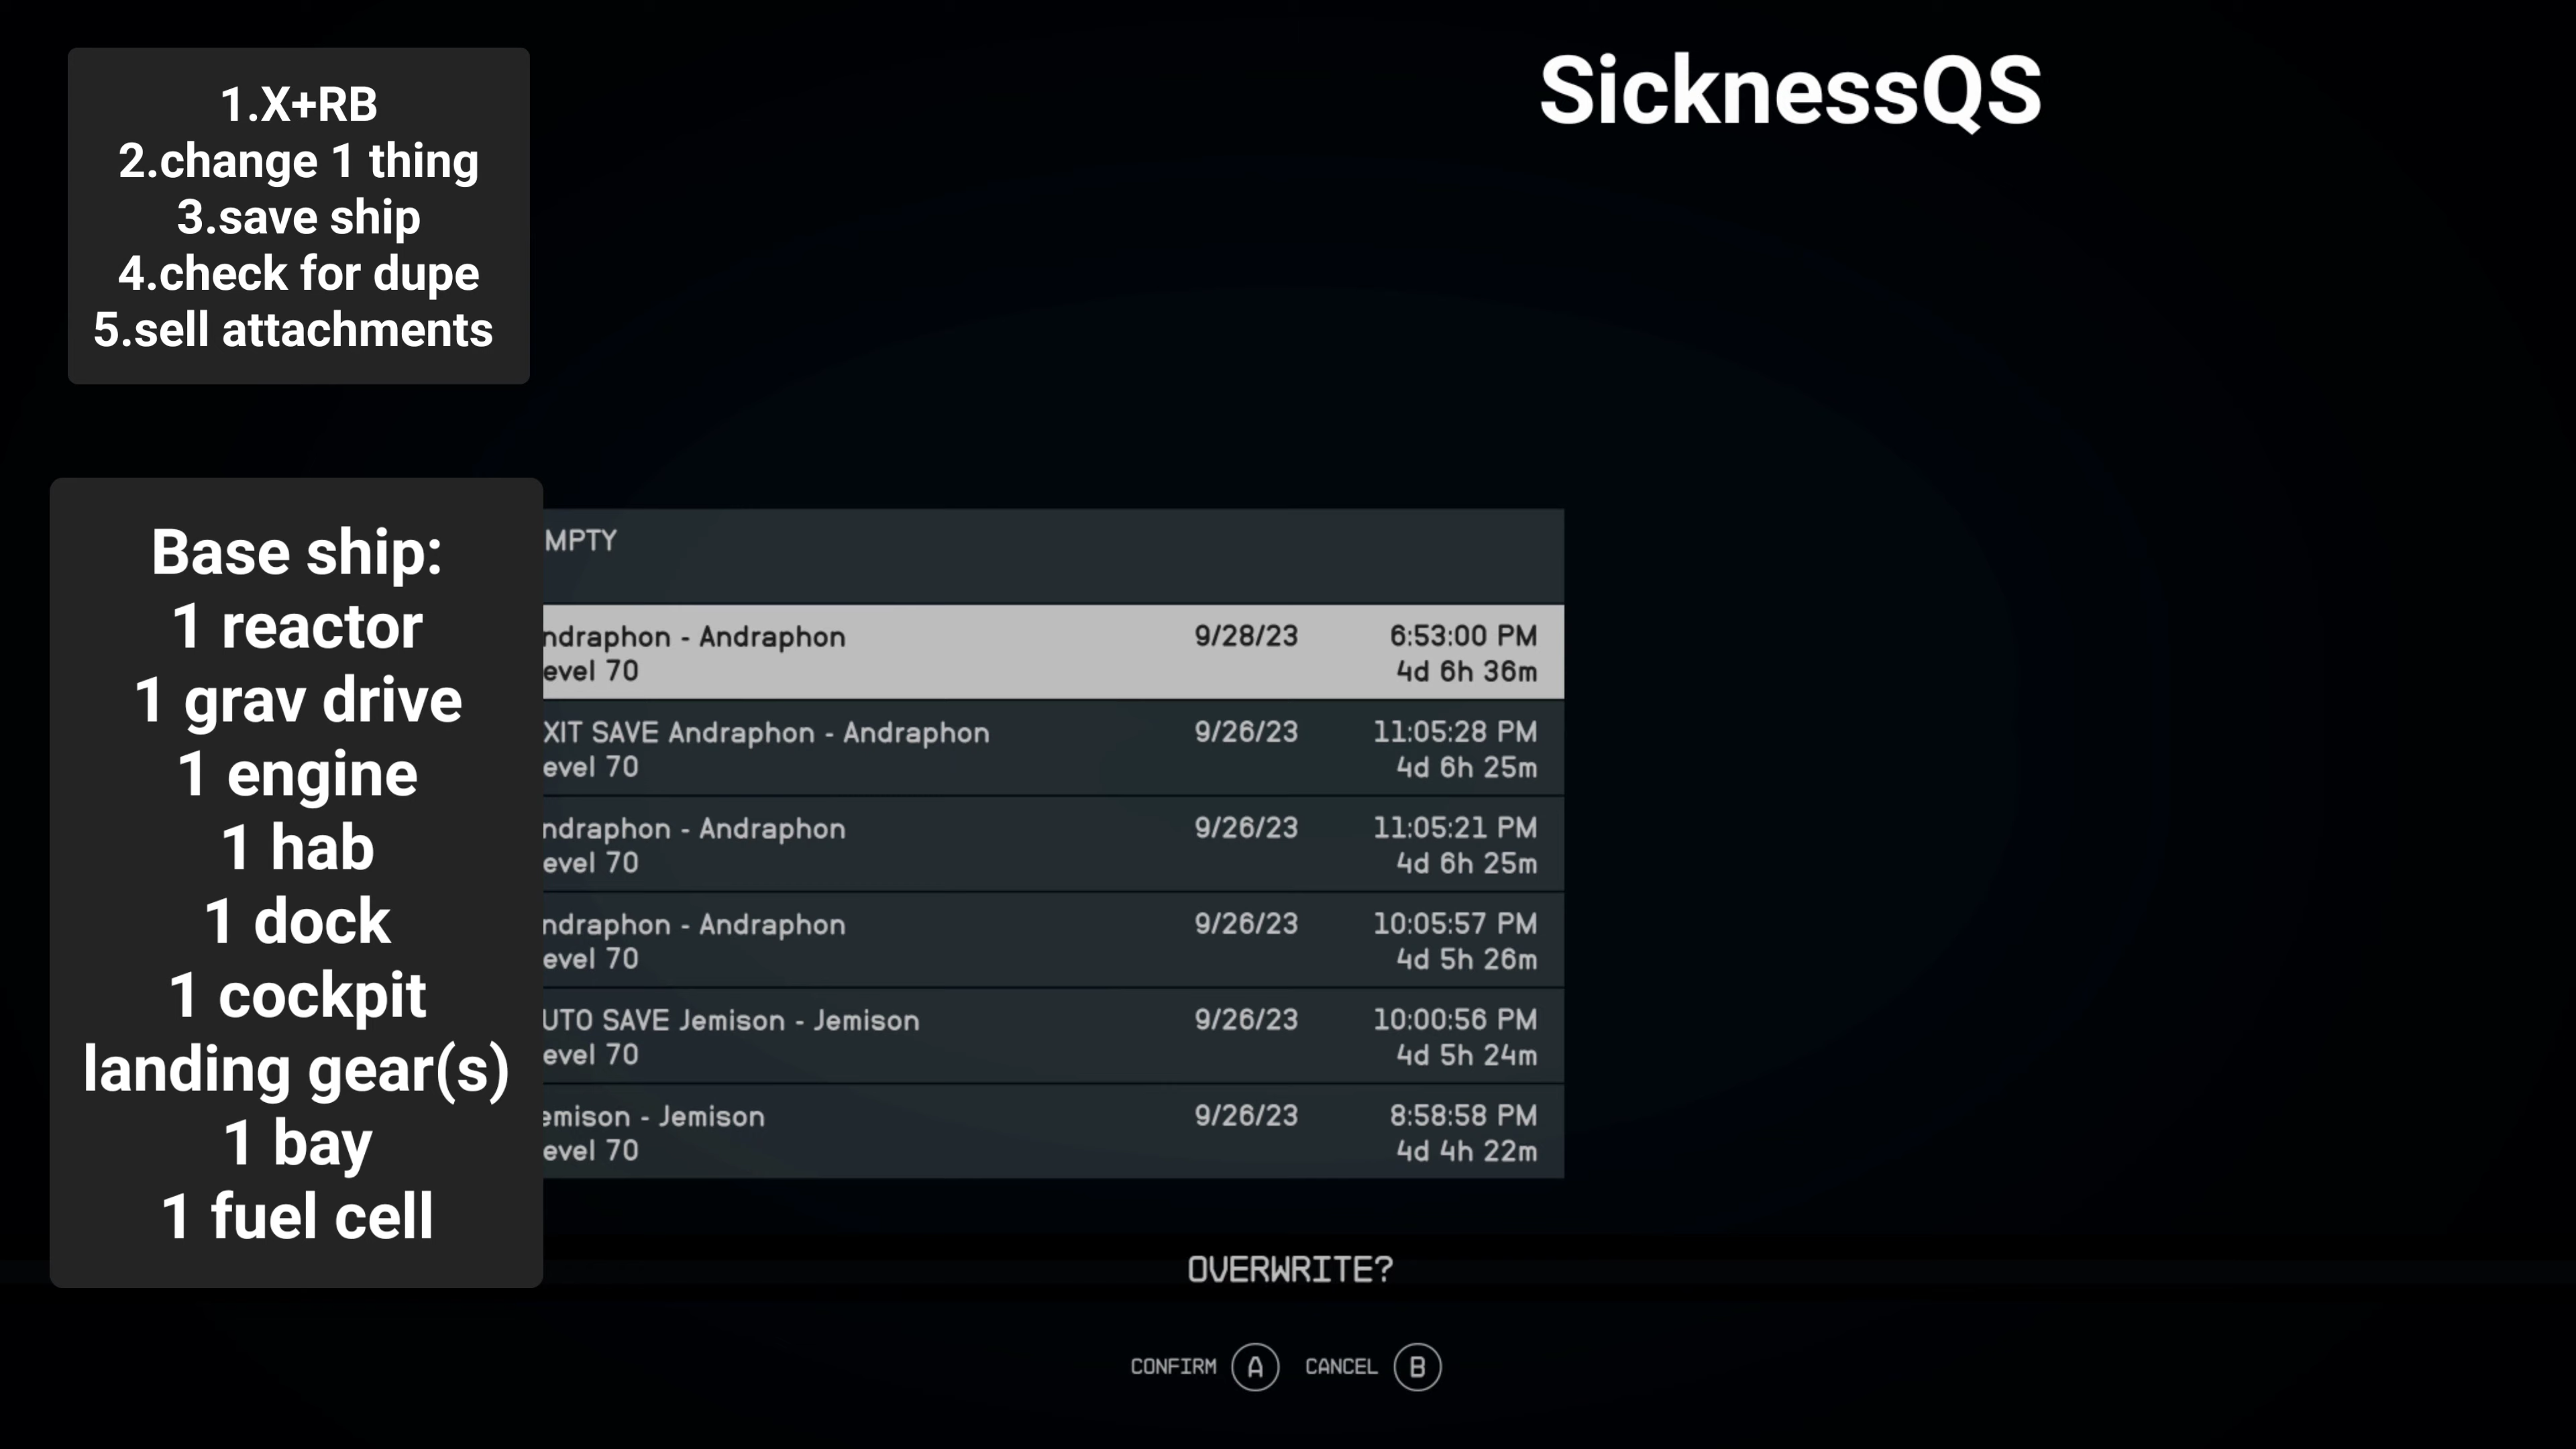 SicknessQS
1.X+RB
2.change 1 thing
3.save ship
4.check for dupe
5.sell attachments
Base ship:
1 reactor
1 grav drive
1 engine
1 hab
1 dock
1 cockpit
landing gear(s)
1 bay
1 fuel cell
MPTY
ndraphon - Andraphon 9/28/23 6:53:00 PM
evel 70 4d 6h 36m
XIT SAVE Andraphon - Andraphon 9/26/23 11:05:28 PM
evel 70 4d 6h 25m
ndraphon - Andraphon 9/26/23 11:05:21 PM
evel 70 4d 6h 25m
ndraphon - Andraphon 9/26/23 10:05:57 PM
evel 70 4d 5h 26m
UTO SAVE Jemison - Jemison 9/26/23 10:00:56 PM
evel 70 4d 5h 24m
emison - Jemison 9/26/23 8:58:58 PM
evel 70 4d 4h 22m
OVERWRITE?
CONFIRM A CANCEL B